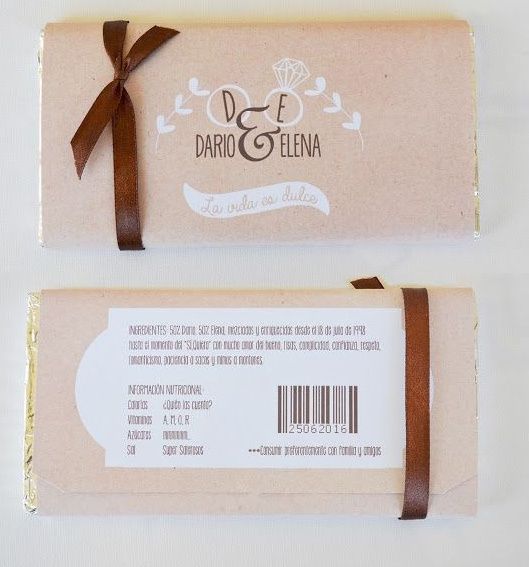 D & E
DARIO & ELENA
La vida es dulce
INGREDIENTES: 50% Dario, 50% Elena, mezclados y enriquecidos desde el 18 de julio de 1998
hasta el momento del "SI,Quiero" con mucho amor del bueno, risas, complicidad, confianza, respeto,
romanticismo, paciencia a sacos y mimos a montones.
INFORMACIÓN NUTRICIONAL:
Calorías ¿Quién las cuenta?
Vitaminas A, M, O, R
Azúcares mmmmmm...
Sal Super Salerosos
25062016
***Consumir preferentemente con familia y amigos